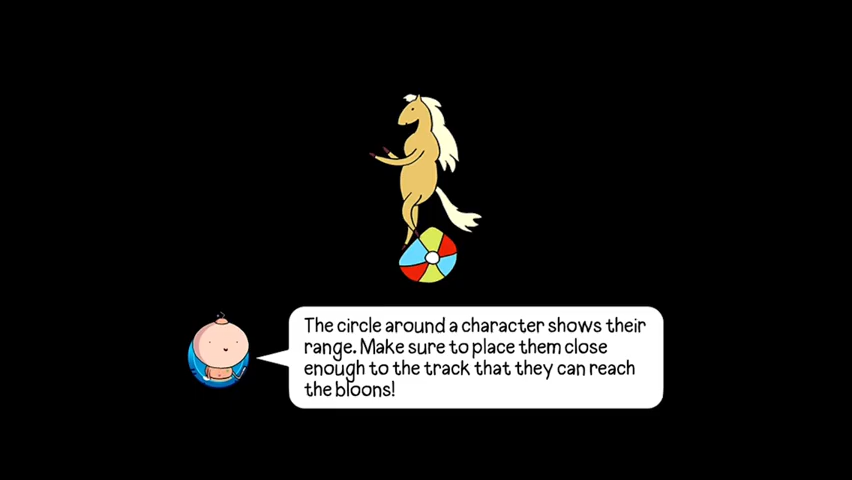 The circle around a character shows their
range. Make sure to place them close
enough to the track that they can reach
the bloons!